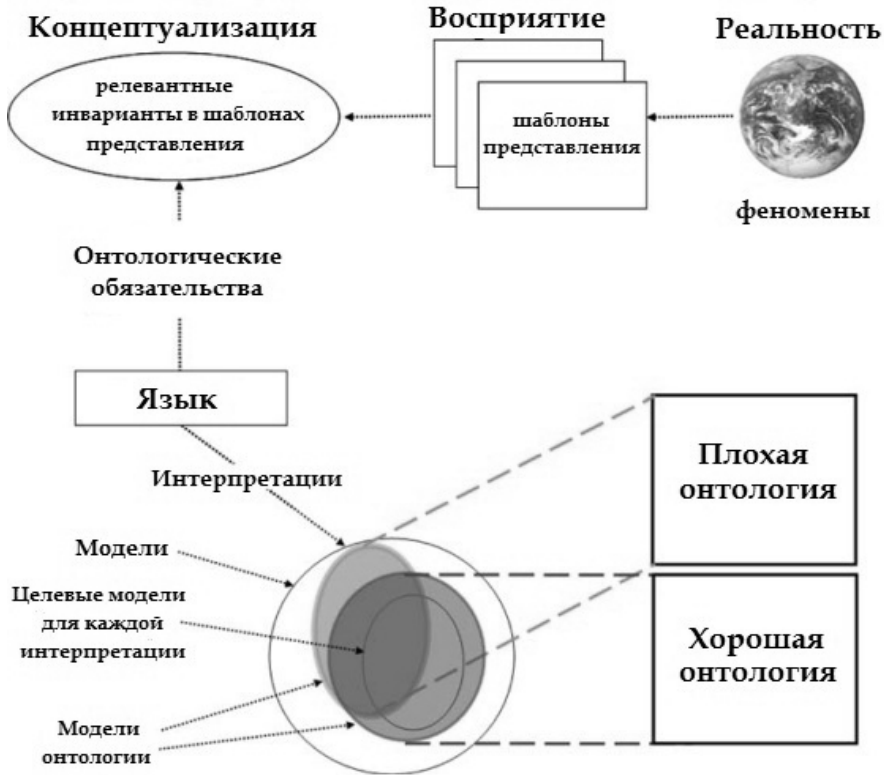 Концептуализация
Восприятие
Реальность
релевантные
инварианты в шаблонах
представления
шаблоны
представления
феномены
Онтологические
обязательства
Язык
Интерпретации
Модели
Целевые модели
для каждой
интерпретации
Модели
онтологии
Плохая
онтология
Хорошая
онтология